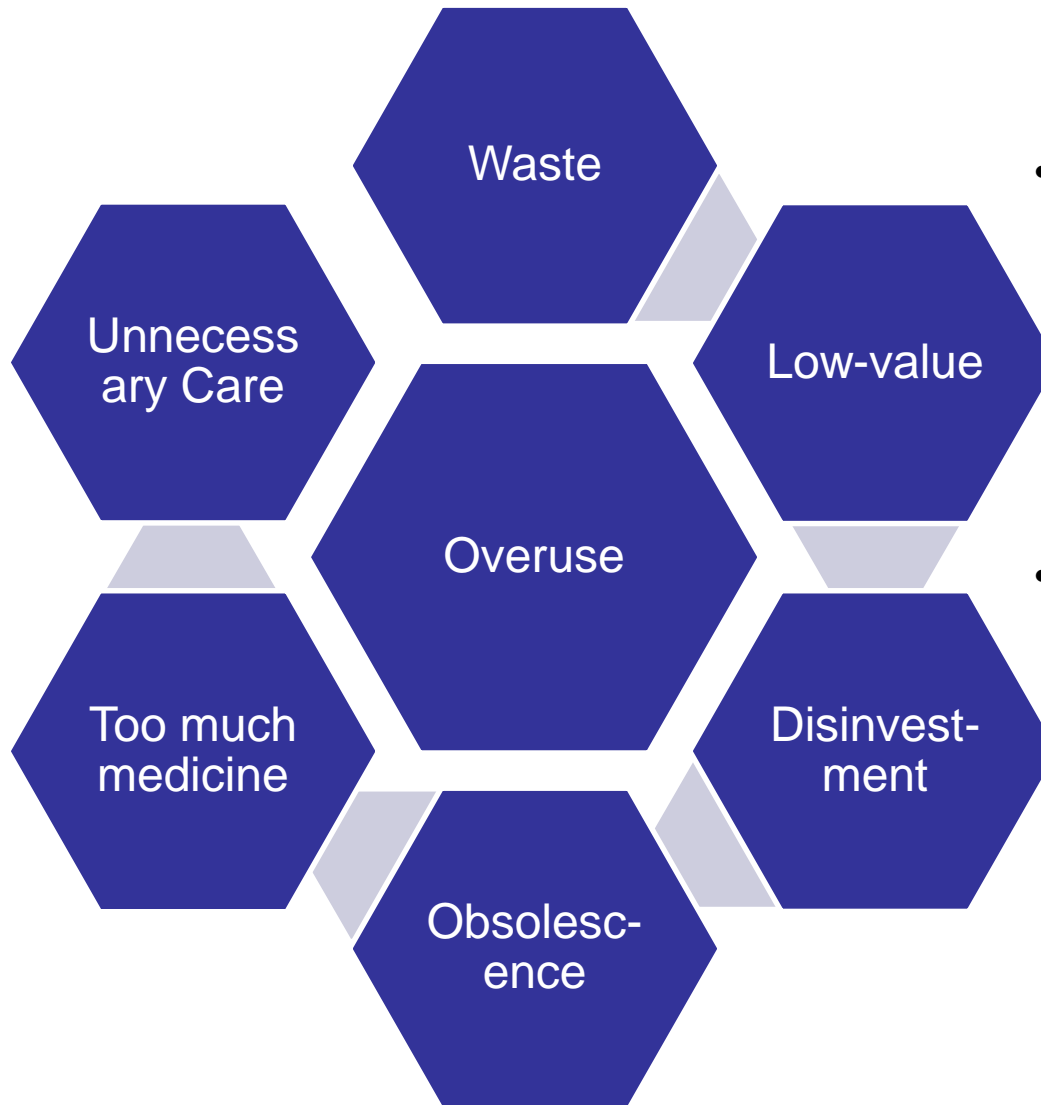 Waste
Unnecess
ary Care
Low-value
Overuse
Too much
medicine
Disinvest-
ment
Obsolesc-
ence